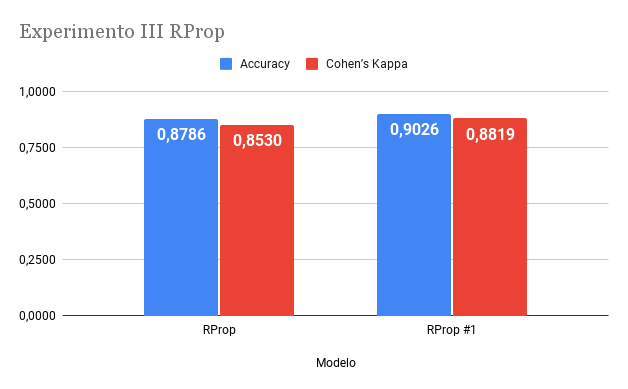 Experimento III RProp
Accuracy Cohen's Kappa
1,0000
0,7500
0,5000
0,2500
0,0000
0,8786 0,8530 0,9026 0,8819
RProp RProp #1
Modelo